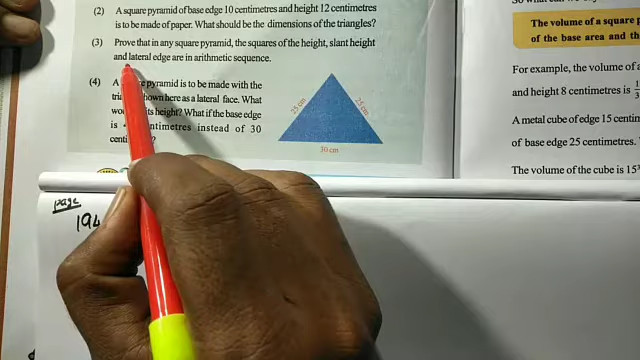 (2) A square pyramid of base edge 10 centimetres and height 12 centimetres
is to be made of paper. What should be the dimensions of the triangles?
(3) Prove that in any square pyramid, the squares of the height, slant height
and lateral edge are in arithmetic sequence.
(4) A pyramid is to be made with the
shown here as a lateral face. What
its height? What if the base edge
is instead of 30
25 cm
25 cm
30 cm
page
194
The volume of a square
of the base area and th
For example, the volume of a
and height 8 centimetres is
A metal cube of edge 15 centim
of base edge 25 centimetres.
The volume of the cube is 15³